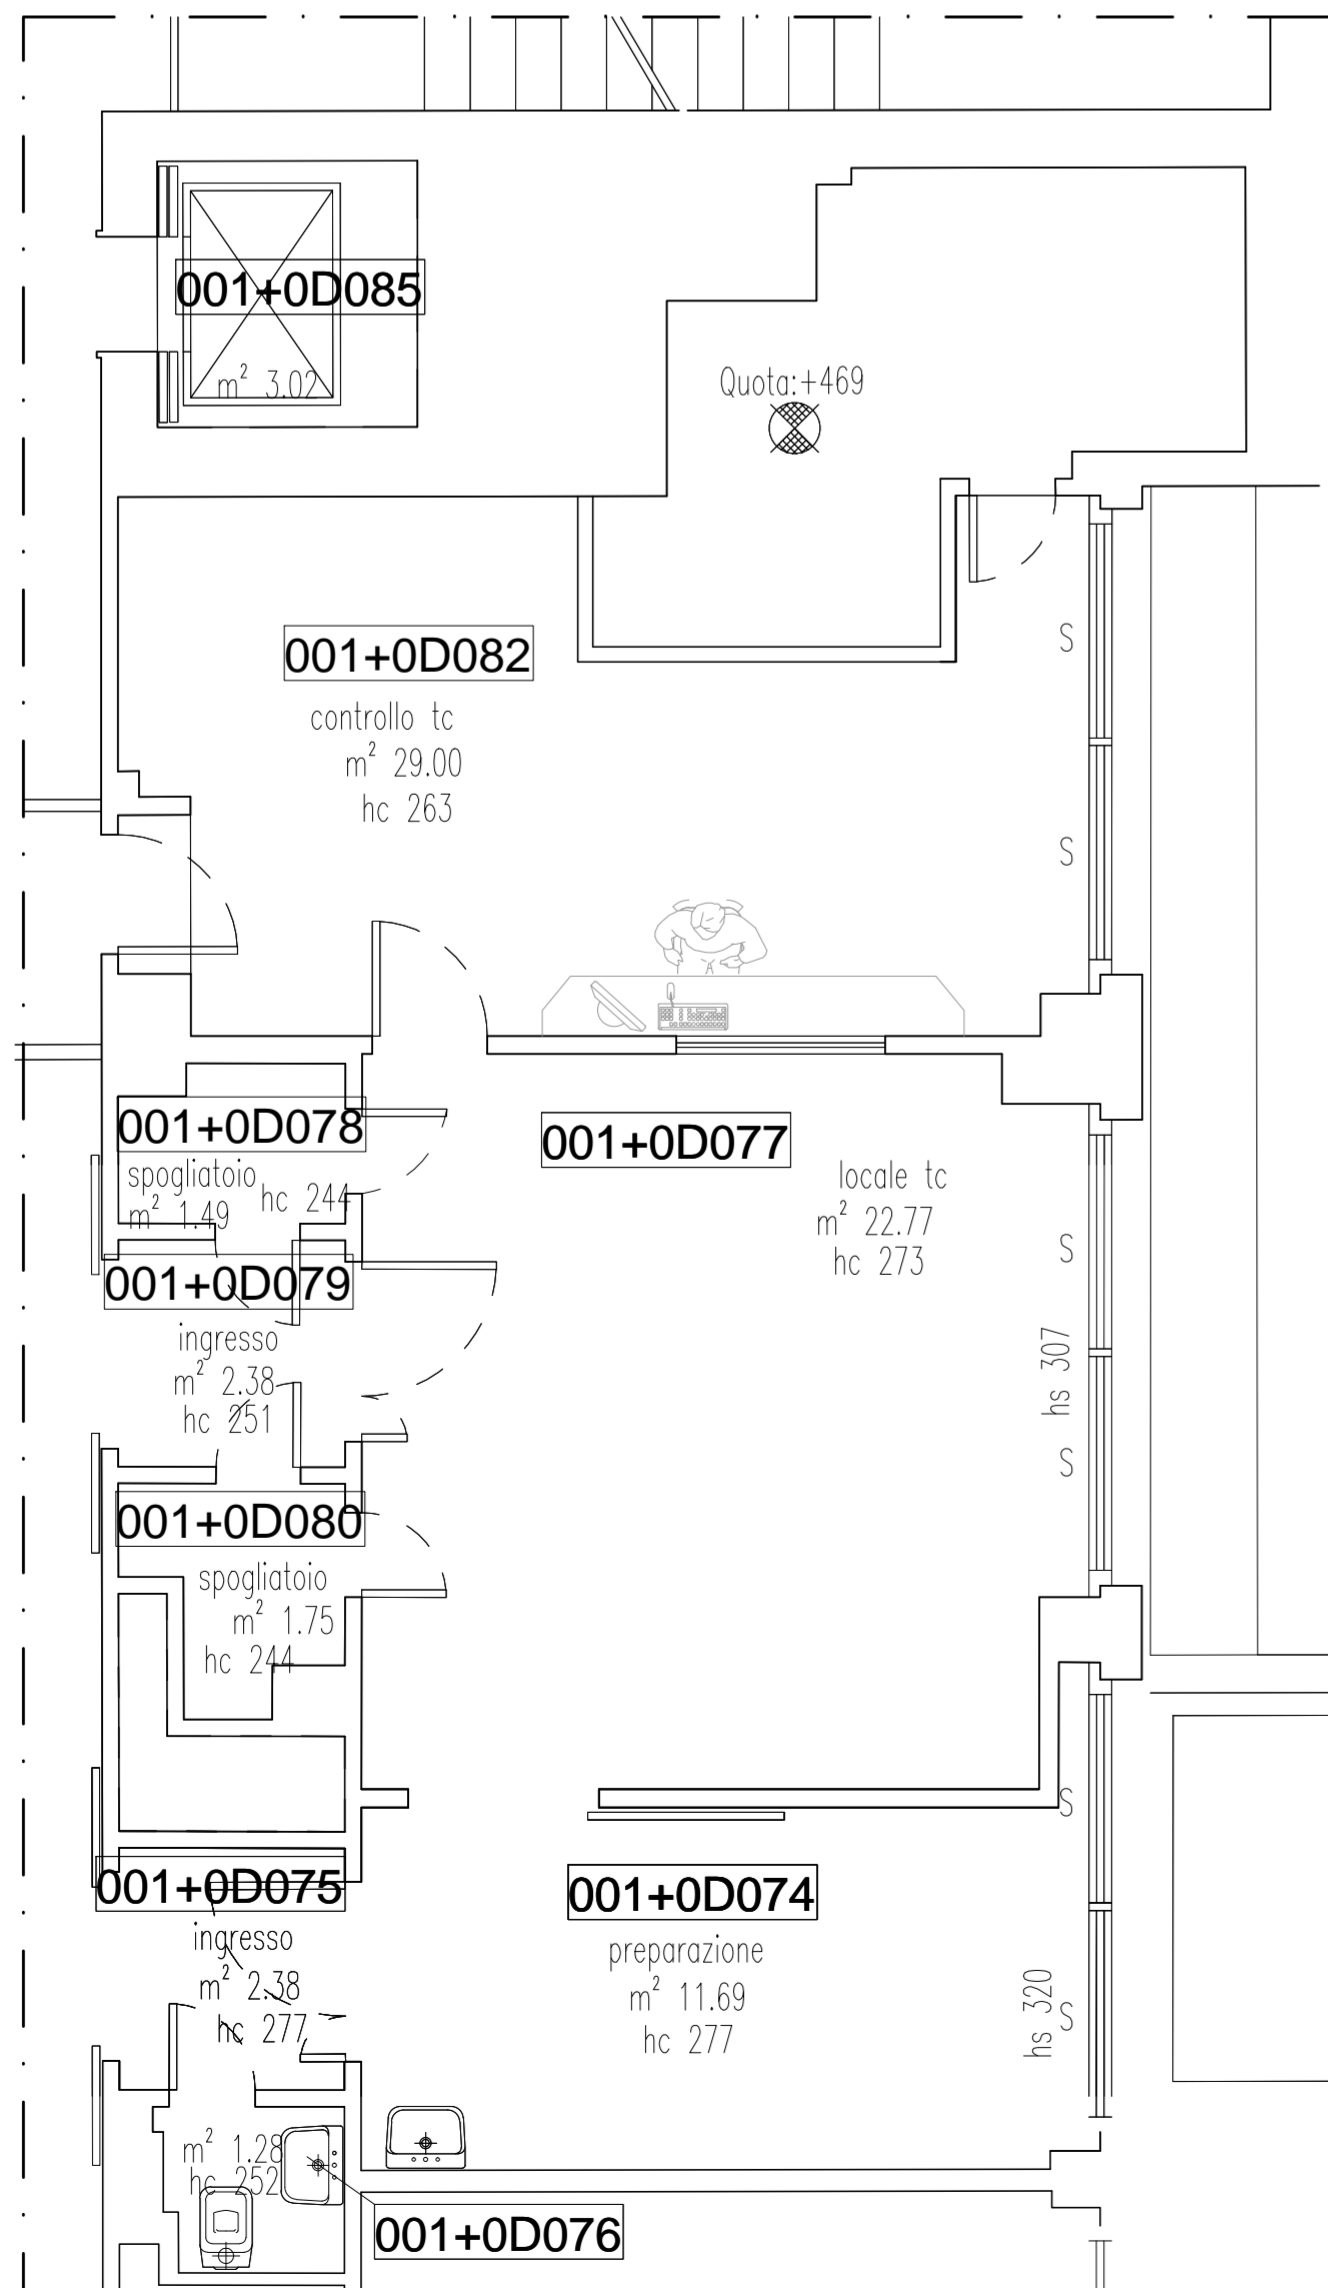 001+0D085
m² 3.02
Quota:+469
001+0D082
controllo tc
m² 29.00
hc 263
S
S
001+0D078
spogliatoio
m² 1.49
hc 244
001+0D077
locale tc
m² 22.77
hc 273
S
hs 307
S
001+0D079
ingresso
m² 2.38
hc 251
001+0D080
spogliatoio
m² 1.75
hc 244
S
001+0D075
ingresso
m² 2.38
hc 277
001+0D074
preparazione
m² 11.69
hc 277
hs 320
S
m² 1.28
hc 252
001+0D076